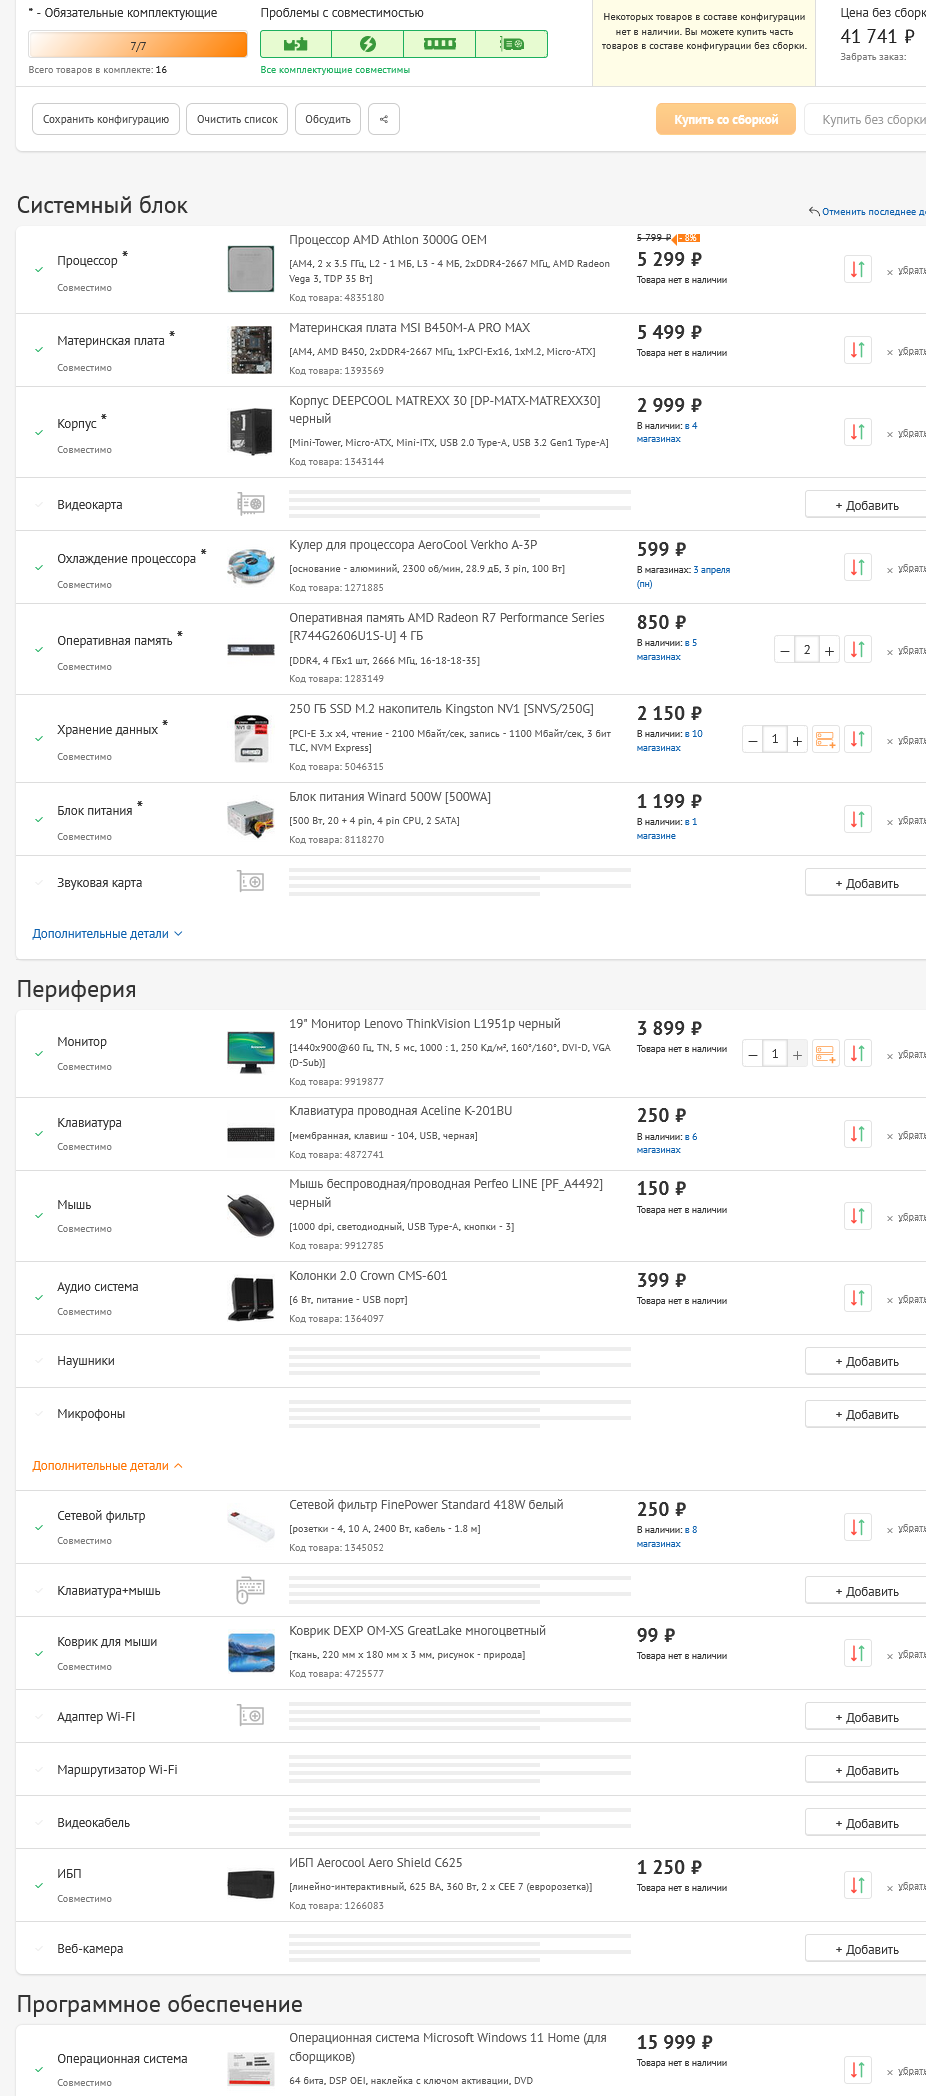 * - Обязательные комплектующие
Проблемы с совместимостью
Некоторых товаров в составе конфигурации
нет в наличии. Вы можете купить часть
товаров в составе конфигурации без сборки.
Цена без сборк
41 741 ₽
Забрать заказ:
7/7
Всего товаров в комплекте: 16
Все комплектующие совместимы
Сохранить конфигурацию
Очистить список
Обсудить
Купить со сборкой
Купить без сборки
Системный блок
Отменить последнее де
Процессор *
Совместимо
Процессор AMD Athlon 3000G OEM
[AM4, 2 x 3.5 ГГц, L2 - 1 МБ, L3 - 4 МБ, 2xDDR4-2667 МГц, AMD Radeon
Vega 3, TDP 35 Вт]
Код товара: 4835180
5 799 ₽ - 8%
5 299 ₽
Товара нет в наличии
убрать
Материнская плата *
Совместимо
Материнская плата MSI B450M-A PRO MAX
[AM4, AMD B450, 2xDDR4-2667 МГц, 1xPCI-Ex16, 1xM.2, Micro-ATX]
Код товара: 1393569
5 499 ₽
Товара нет в наличии
убрать
Корпус *
Совместимо
Корпус DEEPCOOL MATREXX 30 [DP-MATX-MATREXX30]
черный
[Mini-Tower, Micro-ATX, Mini-ITX, USB 2.0 Type-A, USB 3.2 Gen1 Type-A]
Код товара: 1343144
2 999 ₽
В наличии: в 4
магазинах
убрать
Видеокарта
+ Добавить
Охлаждение процессора *
Совместимо
Кулер для процессора AeroCool Verkho A-3P
[основание - алюминий, 2300 об/мин, 28.9 дБ, 3 pin, 100 Вт]
Код товара: 1271885
599 ₽
В магазинах: 3 апреля
(пн)
убрать
Оперативная память *
Совместимо
Оперативная память AMD Radeon R7 Performance Series
[R744G2606U1S-U] 4 ГБ
[DDR4, 4 ГБx1 шт, 2666 МГц, 16-18-18-35]
Код товара: 1283149
850 ₽
В наличии: в 5
магазинах
− 2 +
убрать
Хранение данных *
Совместимо
250 ГБ SSD M.2 накопитель Kingston NV1 [SNVS/250G]
[PCI-E 3.x x4, чтение - 2100 Мбайт/сек, запись - 1100 Мбайт/сек, 3 бит
TLC, NVM Express]
Код товара: 5046315
2 150 ₽
В наличии: в 10
магазинах
− 1 +
убрать
Блок питания *
Совместимо
Блок питания Winard 500W [500WA]
[500 Вт, 20 + 4 pin, 4 pin CPU, 2 SATA]
Код товара: 8118270
1 199 ₽
В наличии: в 1
магазине
убрать
Звуковая карта
+ Добавить
Дополнительные детали
Периферия
Монитор
Совместимо
19" Монитор Lenovo ThinkVision L1951p черный
[1440x900@60 Гц, TN, 5 мс, 1000 : 1, 250 Кд/м², 160°/160°, DVI-D, VGA
(D-Sub)]
Код товара: 9919877
3 899 ₽
Товара нет в наличии
− 1 +
убрать
Клавиатура
Совместимо
Клавиатура проводная Aceline K-201BU
[мембранная, клавиш - 104, USB, черная]
Код товара: 4872741
250 ₽
В наличии: в 6
магазинах
убрать
Мышь
Совместимо
Мышь беспроводная/проводная Perfeo LINE [PF_A4492]
черный
[1000 dpi, светодиодный, USB Type-A, кнопки - 3]
Код товара: 9912785
150 ₽
Товара нет в наличии
убрать
Аудио система
Совместимо
Колонки 2.0 Crown CMS-601
[6 Вт, питание - USB порт]
Код товара: 1364097
399 ₽
Товара нет в наличии
убрать
Наушники
+ Добавить
Микрофоны
+ Добавить
Дополнительные детали
Сетевой фильтр
Совместимо
Сетевой фильтр FinePower Standard 418W белый
[розетки - 4, 10 А, 2400 Вт, кабель - 1.8 м]
Код товара: 1345052
250 ₽
В наличии: в 8
магазинах
убрать
Клавиатура+мышь
+ Добавить
Коврик для мыши
Совместимо
Коврик DEXP OM-XS GreatLake многоцветный
[ткань, 220 мм x 180 мм x 3 мм, рисунок - природа]
Код товара: 4725577
99 ₽
Товара нет в наличии
убрать
Адаптер Wi-FI
+ Добавить
Маршрутизатор Wi-Fi
+ Добавить
Видеокабель
+ Добавить
ИБП
Совместимо
ИБП Aerocool Aero Shield C625
[линейно-интерактивный, 625 ВА, 360 Вт, 2 x CEE 7 (евророзетка)]
Код товара: 1266083
1 250 ₽
Товара нет в наличии
убрать
Веб-камера
+ Добавить
Программное обеспечение
Операционная система
Совместимо
Операционная система Microsoft Windows 11 Home (для
сборщиков)
64 бита, DSP OEI, наклейка с ключом активации, DVD
15 999 ₽
Товара нет в наличии
убрать